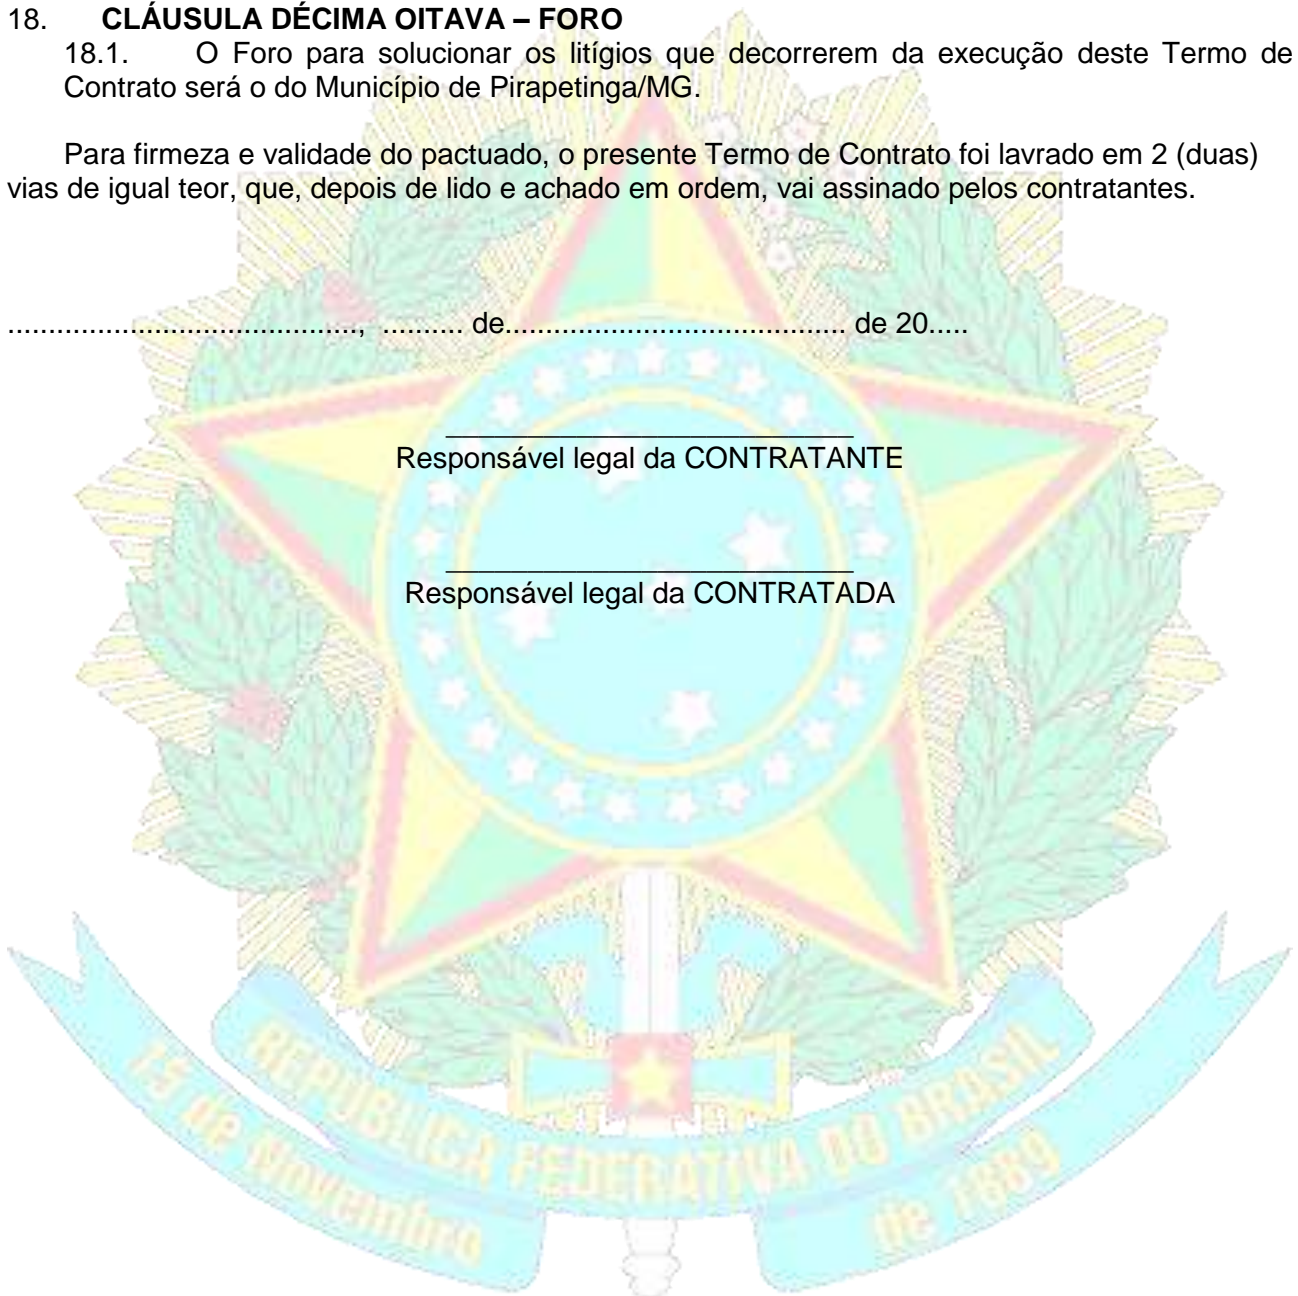 18. CLÁUSULA DÉCIMA OITAVA – FORO
18.1. O Foro para solucionar os litígios que decorrerem da execução deste Termo de
Contrato será o do Município de Pirapetinga/MG.
Para firmeza e validade do pactuado, o presente Termo de Contrato foi lavrado em 2 (duas)
vias de igual teor, que, depois de lido e achado em ordem, vai assinado pelos contratantes.
..........................................., .......... de.......................................... de 20.....
_________________________
Responsável legal da CONTRATANTE
_________________________
Responsável legal da CONTRATADA
REPÚBLICA FEDERATIVA DO BRASIL
15 de Novembro de 1889